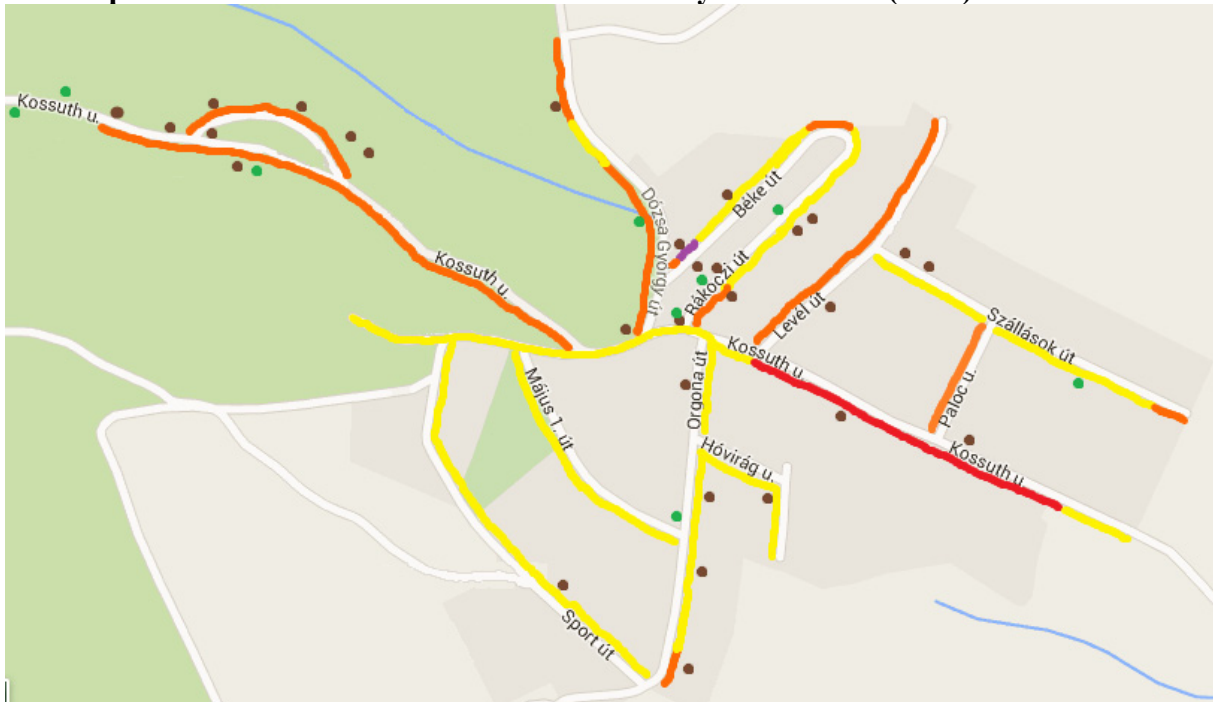 Kossuth u.
Kossuth u.
Dózsa György út
Béke út
Rákóczi út
Levél út
Szállások út
Kossuth u.
Paloc u.
Május 1. út
Orgona út
Hóvirág u.
Kossuth u.
Sport út